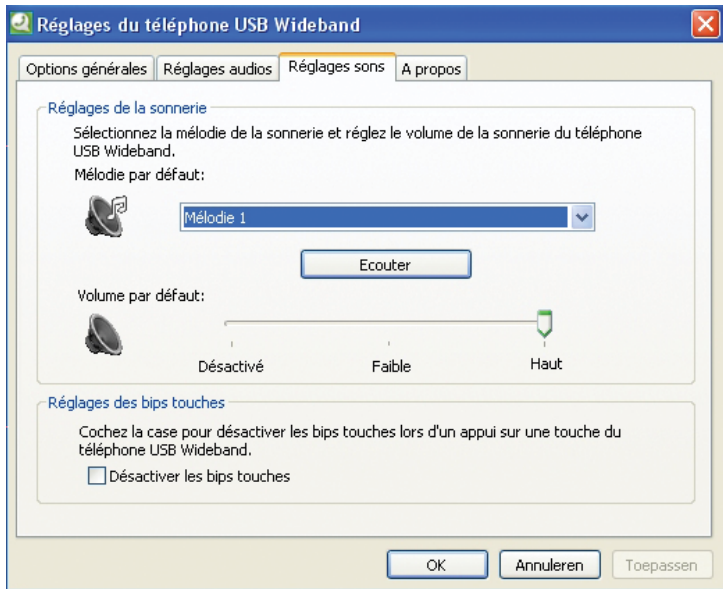 Réglages du téléphone USB Wideband
Options générales
Réglages audios
Réglages sons
A propos
Réglages de la sonnerie
Sélectionnez la mélodie de la sonnerie et réglez le volume de la sonnerie du téléphone
USB Wideband.
Mélodie par défaut:
Mélodie 1
Ecouter
Volume par défaut:
Désactivé
Faible
Haut
Réglages des bips touches
Cochez la case pour désactiver les bips touches lors d'un appui sur une touche du
téléphone USB Wideband.
Désactiver les bips touches
OK
Annuleren
Toepassen